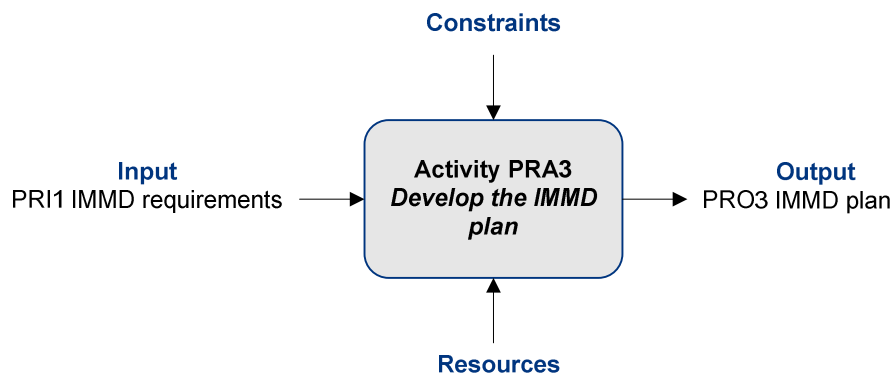 Constraints
Input
PRI1 IMMD requirements
Activity PRA3
Develop the IMMD
plan
Output
PRO3 IMMD plan
Resources